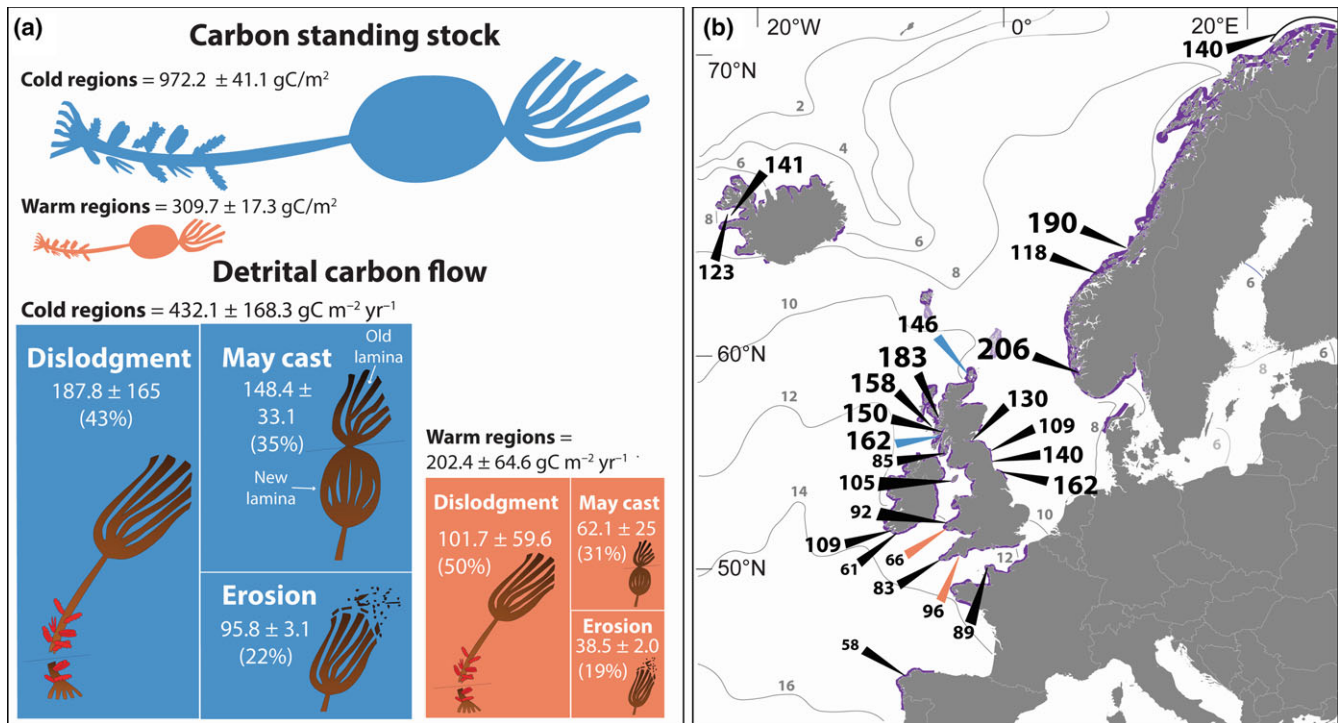 (a)
Carbon standing stock
Cold regions = 972.2 ± 41.1 gC/m²
Warm regions = 309.7 ± 17.3 gC/m²
Detrital carbon flow
Cold regions = 432.1 ± 168.3 gC m⁻² yr⁻¹
Dislodgment
187.8 ± 165
(43%)
May cast
148.4 ±
33.1
(35%)
Old
lamina
New
lamina
Erosion
95.8 ± 3.1
(22%)
Warm regions =
202.4 ± 64.6 gC m⁻² yr⁻¹
Dislodgment
101.7 ± 59.6
(50%)
May cast
62.1 ± 25
(31%)
Erosion
38.5 ± 2.0
(19%)
(b)
20°W
0°
20°E
70°N
140
2
4
6
141
8
123
6
8
190
118
6
10
146
60°N
183
206
6
8
158
12
130
150
109
8
162
6
85
140
105
162
14
10
92
109
66
12
61
83
50°N
96
89
58
16